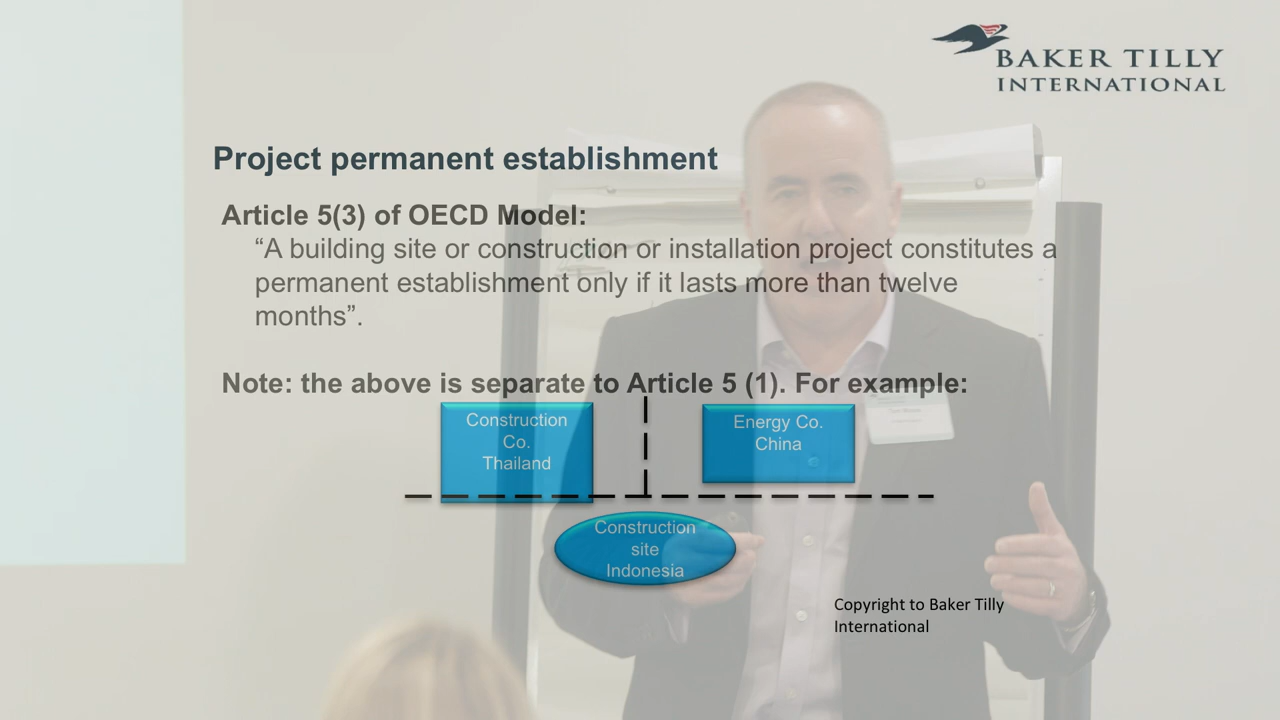 BAKER TILLY
INTERNATIONAL
Project permanent establishment
Article 5(3) of OECD Model:
“A building site or construction or installation project constitutes a
permanent establishment only if it lasts more than twelve
months”.
Note: the above is separate to Article 5 (1). For example:
Construction
Co.
Thailand
Energy Co.
China
Construction
site
Indonesia
Copyright to Baker Tilly
International